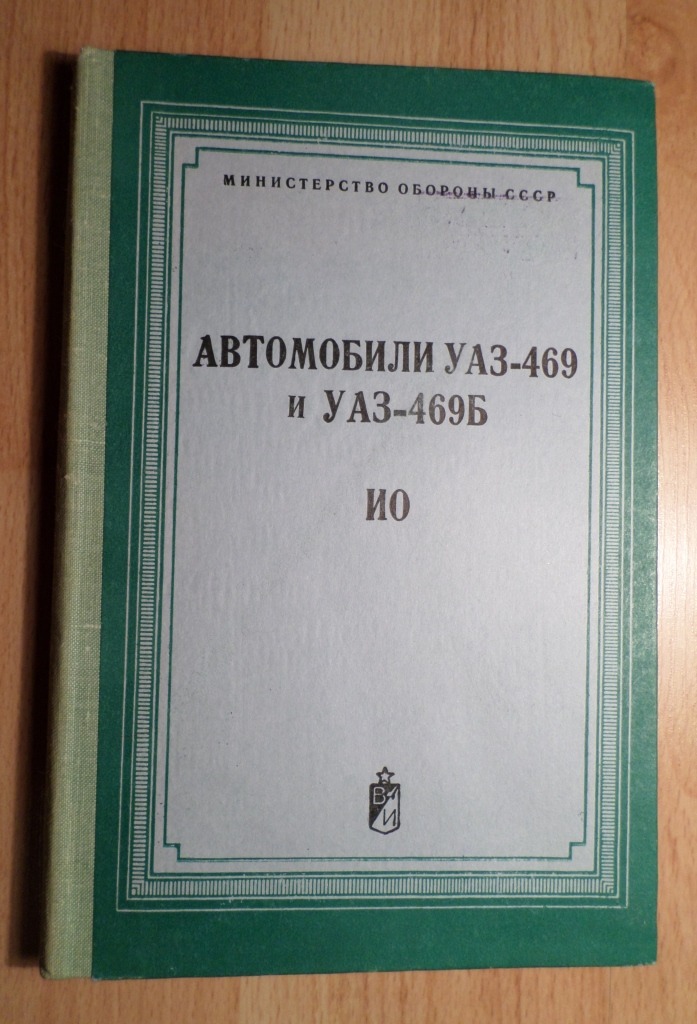 МИНИСТЕРСТВО ОБОРОНЫ СССР
АВТОМОБИЛИ УАЗ-469
и УАЗ-469Б
ИО
В
И